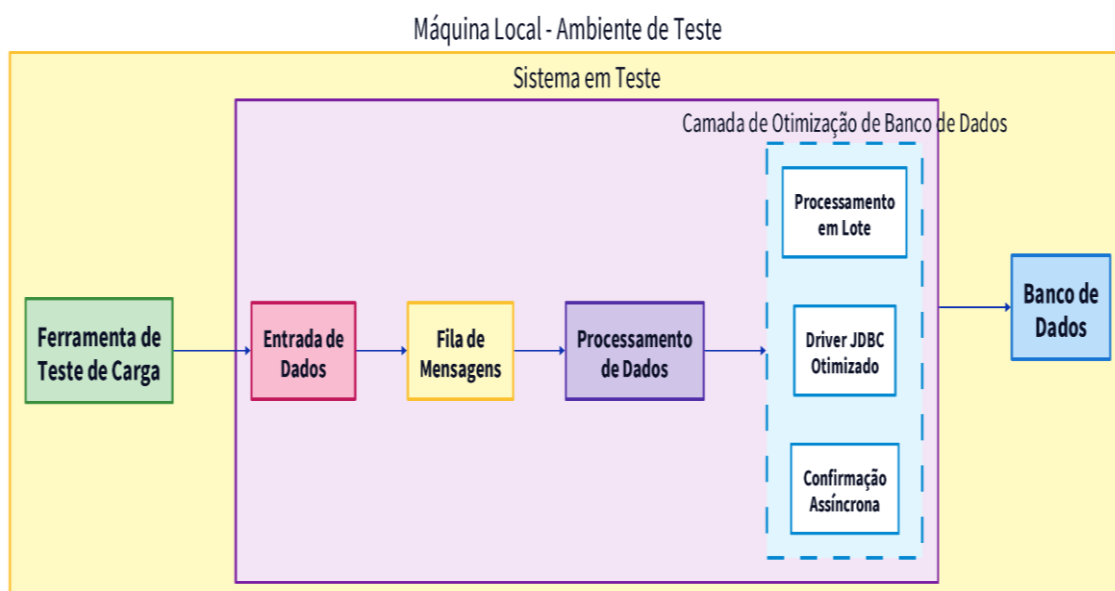 Máquina Local - Ambiente de Teste
Sistema em Teste
Camada de Otimização de Banco de Dados
Ferramenta de
Teste de Carga
Entrada de
Dados
Fila de
Mensagens
Processamento
de Dados
Processamento
em Lote
Driver JDBC
Otimizado
Confirmação
Assíncrona
Banco de
Dados